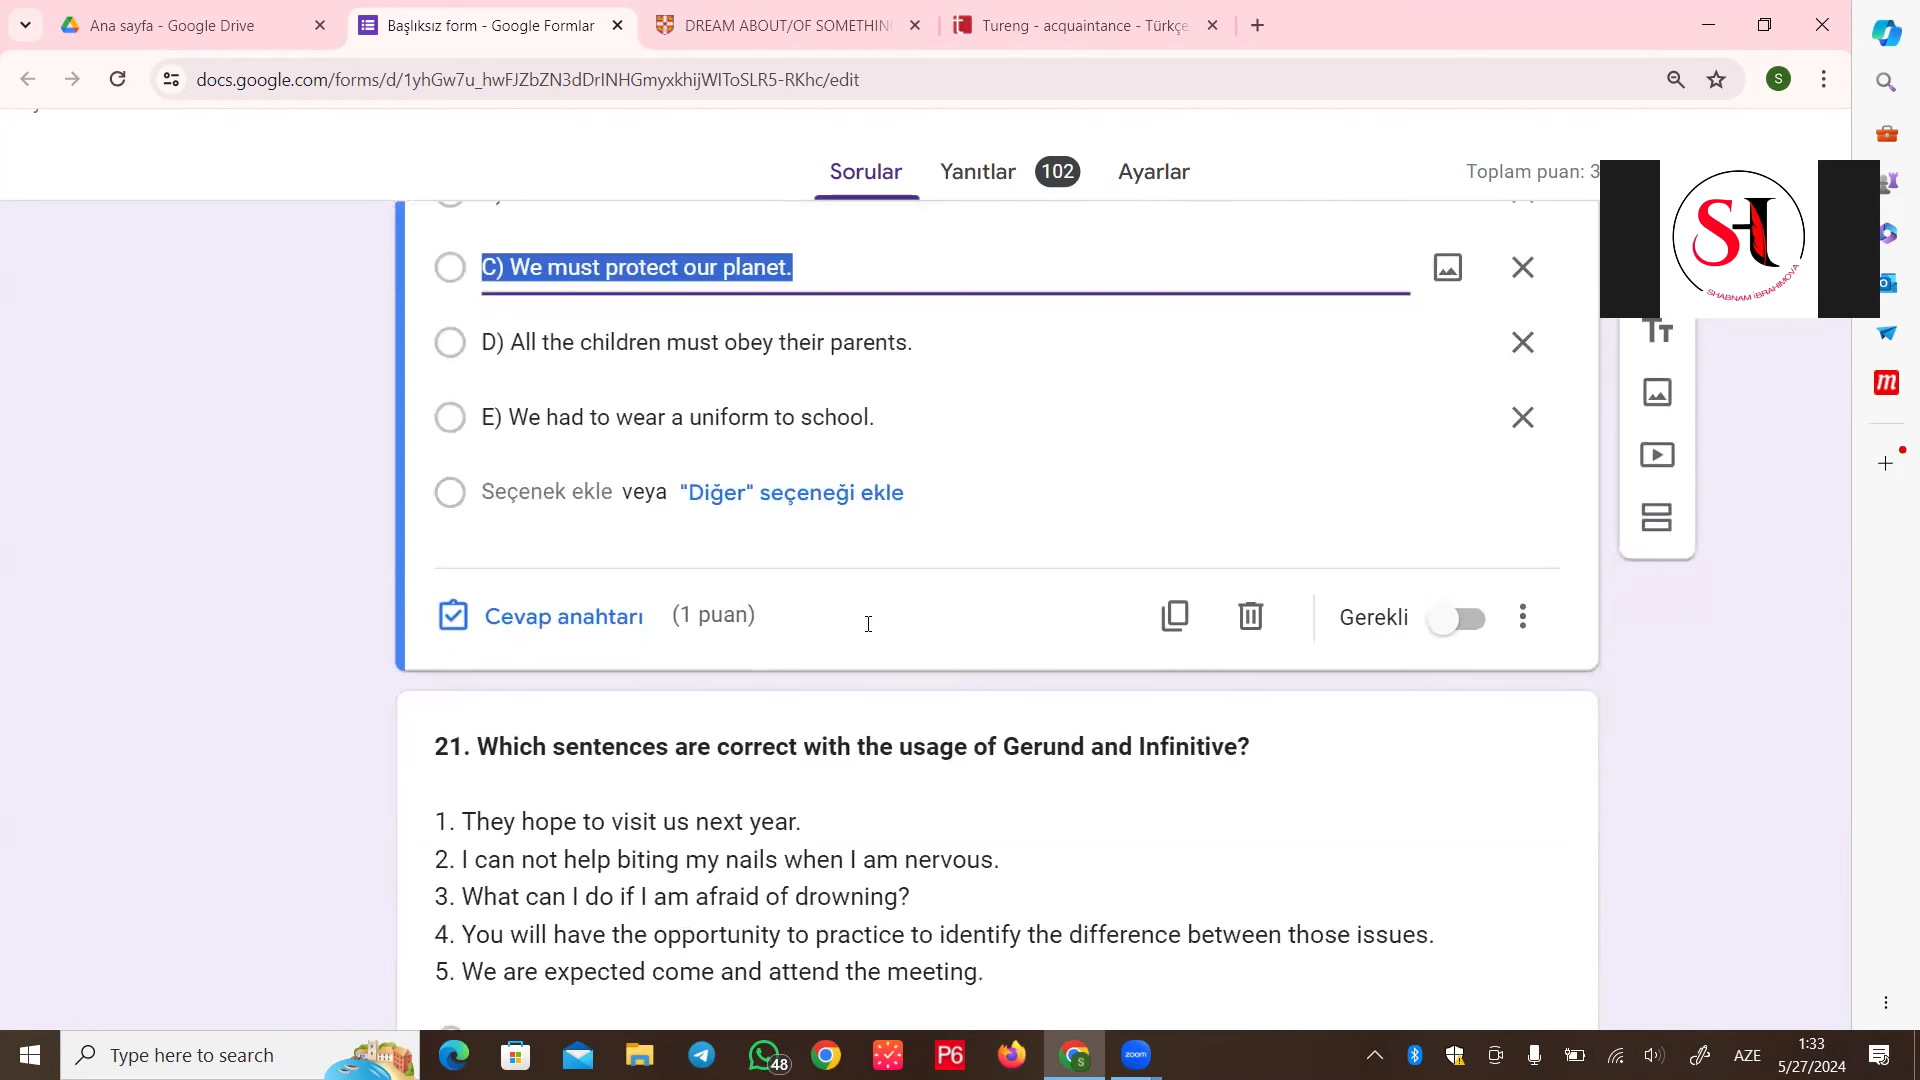 Ana sayfa - Google Drive
Başlıksız form - Google Formlar
DREAM ABOUT/OF SOMETHIN
Tureng - acquaintance - Türkçe
docs.google.com/forms/d/1yhGw7u_hwFJZbZN3dDrINHGmyxkhijWIToSLR5-RKhc/edit
S
Sorular
Yanıtlar
102
Ayarlar
Toplam puan: 3
SH
SHABNAM IBRAHIMOVA
C) We must protect our planet.
D) All the children must obey their parents.
E) We had to wear a uniform to school.
Seçenek ekle veya "Diğer" seçeneği ekle
Cevap anahtarı (1 puan)
Gerekli
21. Which sentences are correct with the usage of Gerund and Infinitive?
1. They hope to visit us next year.
2. I can not help biting my nails when I am nervous.
3. What can I do if I am afraid of drowning?
4. You will have the opportunity to practice to identify the difference between those issues.
5. We are expected come and attend the meeting.
Type here to search
48
P6
zoom
AZE
1:33
5/27/2024